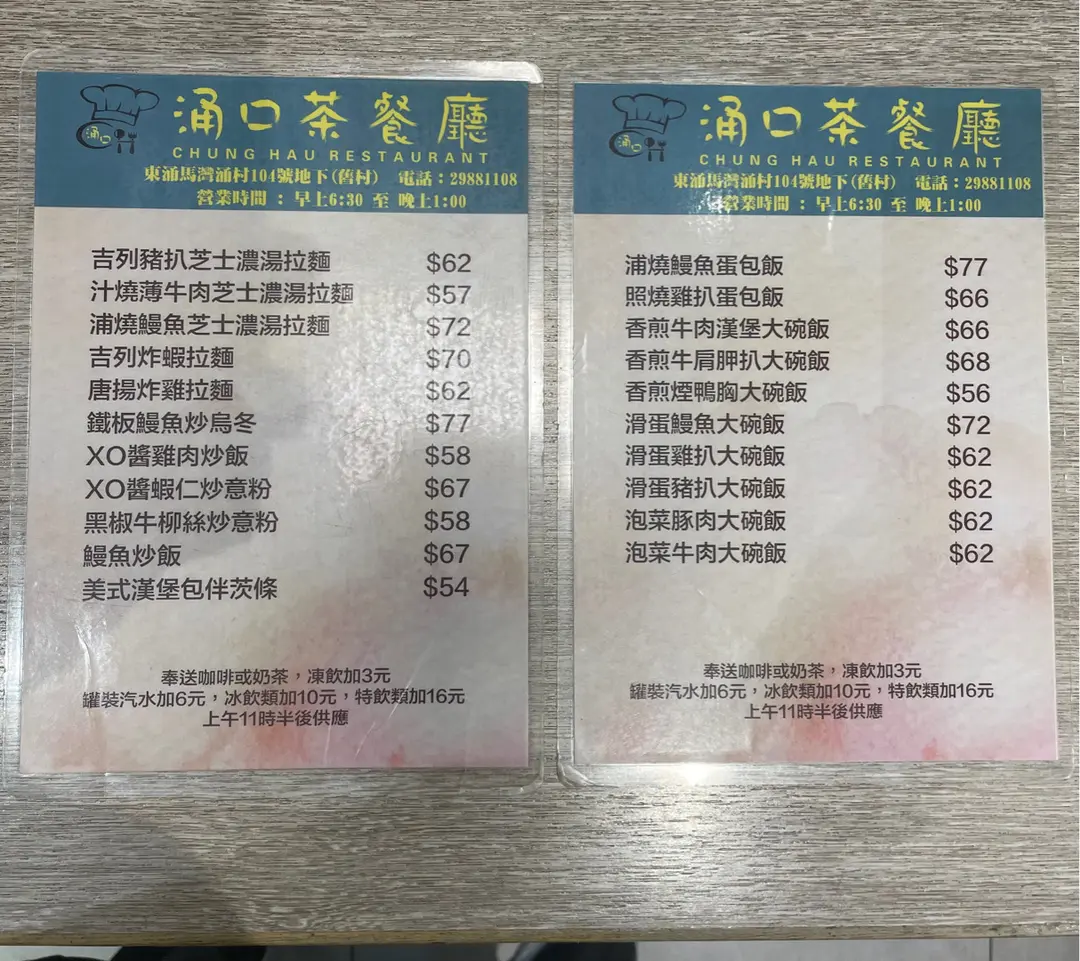 涌口
涌口茶餐廳
CHUNG HAU RESTAURANT
東涌馬灣涌村104號地下(舊村) 電話：29881108
營業時間 : 早上6:30 至 晚上1:00
吉列豬扒芝士濃湯拉麵 $62
汁燒薄牛肉芝士濃湯拉麵 $57
浦燒鰻魚芝士濃湯拉麵 $72
吉列炸蝦拉麵 $70
唐揚炸雞拉麵 $62
鐵板鰻魚炒烏冬 $77
XO醬雞肉炒飯 $58
XO醬蝦仁炒意粉 $67
黑椒牛柳絲炒意粉 $58
鰻魚炒飯 $67
美式漢堡包伴茨條 $54
奉送咖啡或奶茶，凍飲加3元
罐裝汽水加6元，冰飲類加10元，特飲類加16元
上午11時半後供應
涌口
涌口茶餐廳
CHUNG HAU RESTAURANT
東涌馬灣涌村104號地下(舊村) 電話：29881108
營業時間 : 早上6:30 至 晚上1:00
浦燒鰻魚蛋包飯 $77
照燒雞扒蛋包飯 $66
香煎牛肉漢堡大碗飯 $66
香煎牛肩胛扒大碗飯 $68
香煎煙鴨胸大碗飯 $56
滑蛋鰻魚大碗飯 $72
滑蛋雞扒大碗飯 $62
滑蛋豬扒大碗飯 $62
泡菜豚肉大碗飯 $62
泡菜牛肉大碗飯 $62
奉送咖啡或奶茶，凍飲加3元
罐裝汽水加6元，冰飲類加10元，特飲類加16元
上午11時半後供應